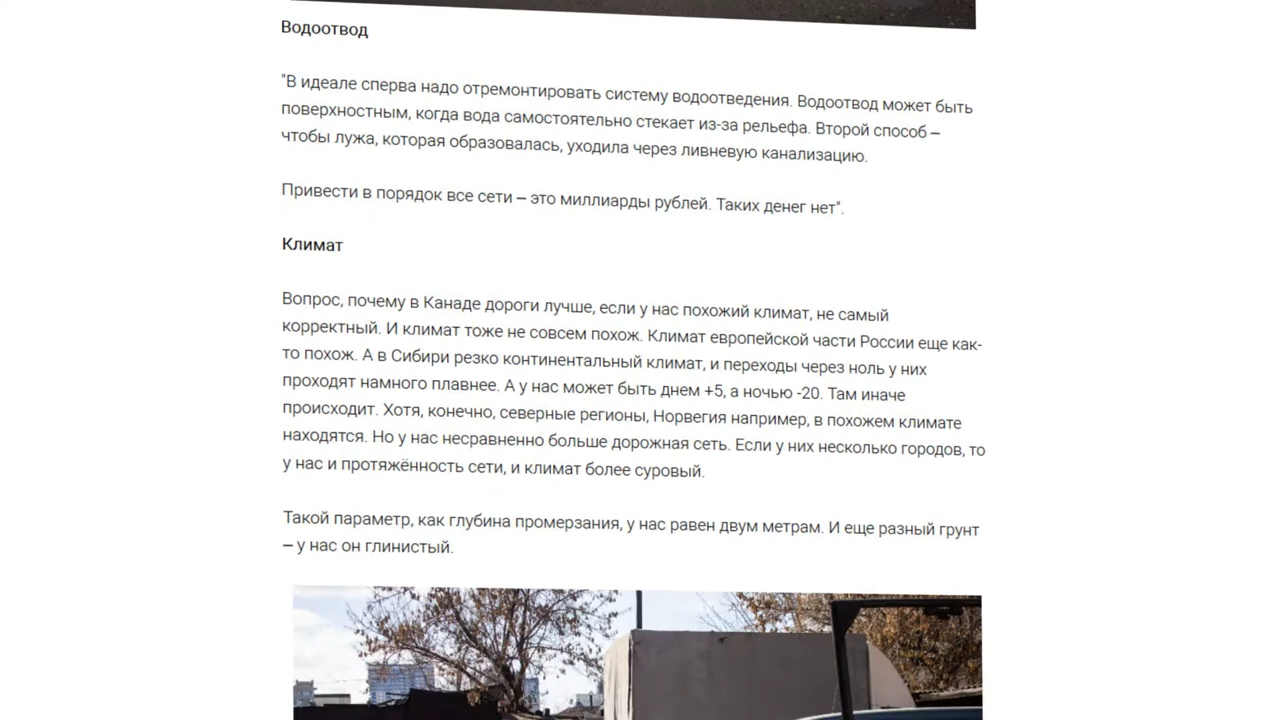 Водоотвод
"В идеале сперва надо отремонтировать систему водоотведения. Водоотвод может быть
поверхностным, когда вода самостоятельно стекает из-за рельефа. Второй способ –
чтобы лужа, которая образовалась, уходила через ливневую канализацию.
Привести в порядок все сети – это миллиарды рублей. Таких денег нет".
Климат
Вопрос, почему в Канаде дороги лучше, если у нас похожий климат, не самый
корректный. И климат тоже не совсем похож. Климат европейской части России еще как-
то похож. А в Сибири резко континентальный климат, и переходы через ноль у них
проходят намного плавнее. А у нас может быть днем +5, а ночью -20. Там иначе
происходит. Хотя, конечно, северные регионы, Норвегия например, в похожем климате
находятся. Но у нас несравненно больше дорожная сеть. Если у них несколько городов, то
у нас и протяжённость сети, и климат более суровый.
Такой параметр, как глубина промерзания, у нас равен двум метрам. И еще разный грунт
– у нас он глинистый.